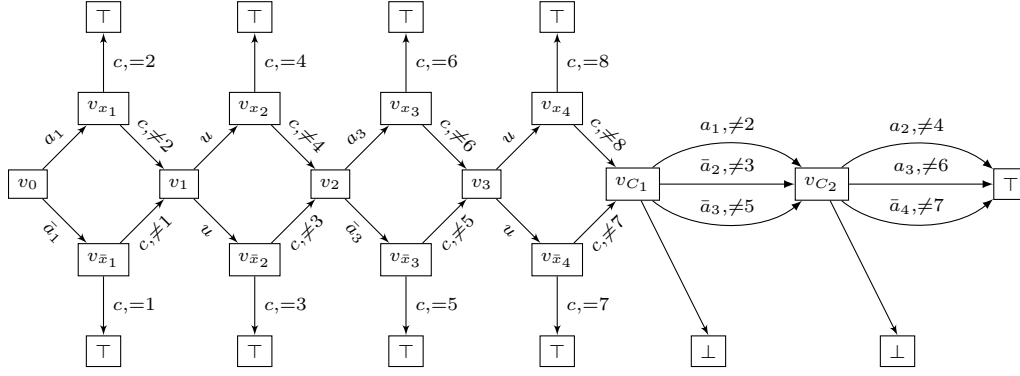 ⊤ ⊤ ⊤ ⊤
c,=2 c,=4 c,=6 c,=8
v_{x_1} v_{x_2} v_{x_3} v_{x_4}
a_1 c,≠2 u c,≠4 a_3 c,≠6 u c,≠8 a_1,≠2 a_2,≠4
ā_2,≠3 a_3,≠6
v_0 v_1 v_2 v_3 v_{C_1} v_{C_2} ⊤
ā_3,≠5 ā_4,≠7
ā_1 c,≠1 u c,≠3 ā_3 c,≠5 u c,≠7
v_{x̄_1} v_{x̄_2} v_{x̄_3} v_{x̄_4}
c,=1 c,=3 c,=5 c,=7
⊤ ⊤ ⊤ ⊤ ⊥ ⊥